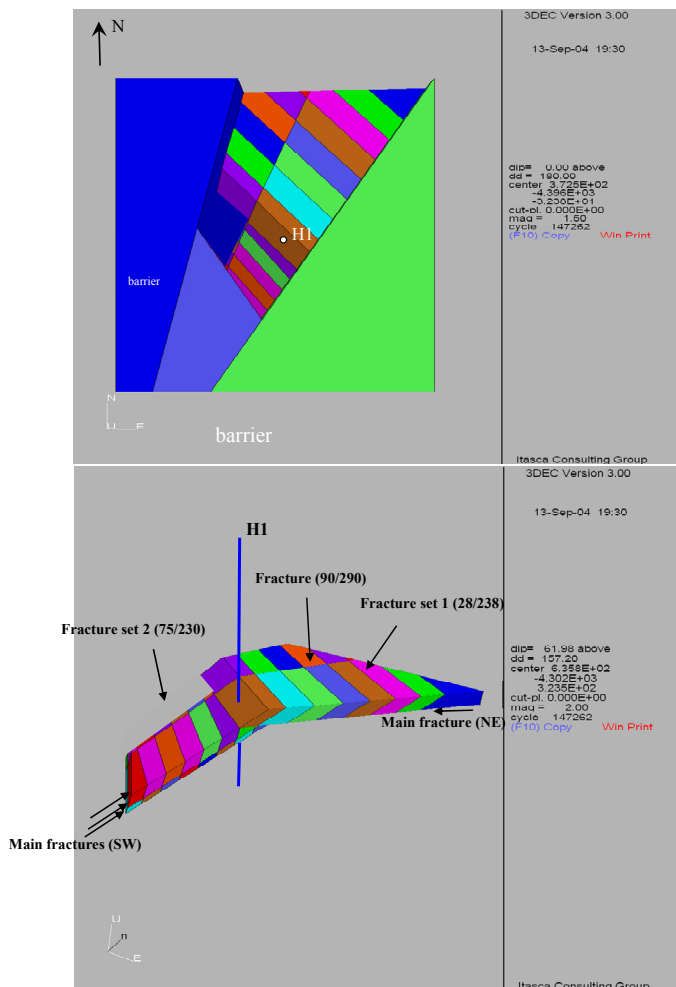 3DEC Version 3.00
N
13-Sep-04 19:30
dip= 0.00 above
dd = 180.00
center 3.725E+02
-4.396E+03
cut-pl. 0.000E+00
mag = 1.50
cycle 147262
(F10) Copy Win Print
H1
barrier
N
U E
barrier
Itasca Consulting Group
3DEC Version 3.00
13-Sep-04 19:30
H1
Fracture (90/290)
Fracture set 1 (28/238)
Fracture set 2 (75/230)
dip= 61.98 above
dd = 157.20
center 6.358E+02
-4.302E+03
3.235E+02
cut-pl. 0.000E+00
mag = 2.00
cycle 147262
(F10) Copy Win Print
Main fracture (NE)
Main fractures (SW)
U
n
E
Itasca Consulting Group